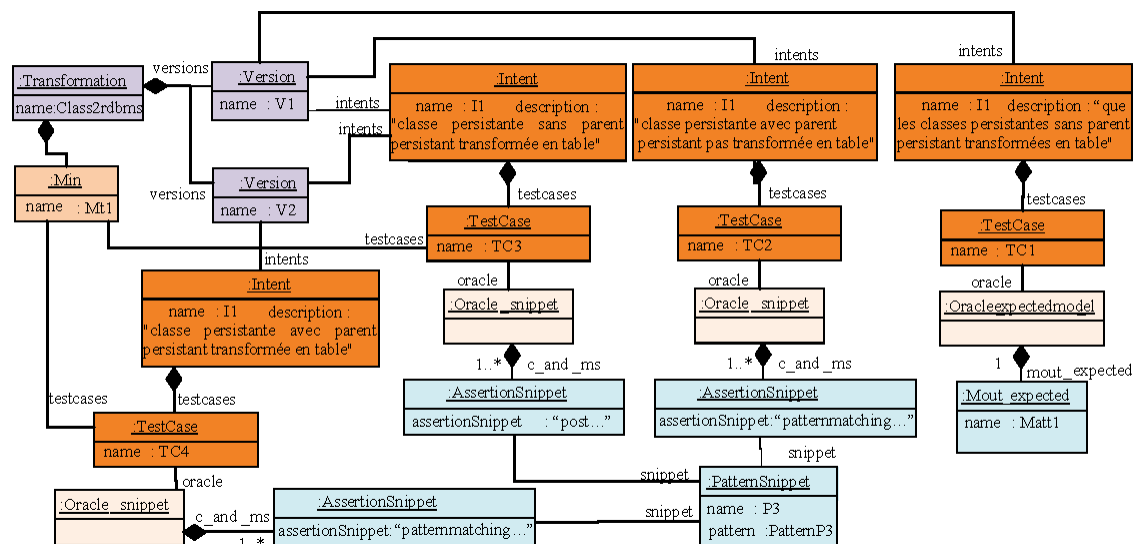 intents
:Transformation
name:Class2rdbms
versions
:Version
name : V1
intents
intents
:Intent
name : I1 description :
"classe persistante sans parent
persistant transformée en table"
intents
:Intent
name : I1 description :
"classe persistante avec parent
persistant pas transformée en table"
:Intent
name : I1 description : “ que
les classes persistantes sans parent
persistant transformées en table"
:Min
name : Mt1
versions
:Version
name : V2
testcases
:TestCase
name : TC3
testcases
:TestCase
name : TC2
testcases
:TestCase
name : TC1
testcases
intents
:Intent
name : I1 description :
"classe persistante avec parent
persistant transformée en table"
oracle
:Oracle_snippet
oracle
:Oracle_snippet
oracle
:Oracleexpectedmodel
1..* c_and_ms
1..* c_and_ms
1
mout_expected
:AssertionSnippet
assertionSnippet : “post...”
:AssertionSnippet
assertionSnippet:“patternmatching...”
:Mout_expected
name : Matt1
testcases
testcases
:TestCase
name : TC4
oracle
:Oracle_snippet
c_and_ms
1..*
:AssertionSnippet
assertionSnippet:“patternmatching...”
snippet
snippet
snippet
:PatternSnippet
name : P3
pattern :PatternP3